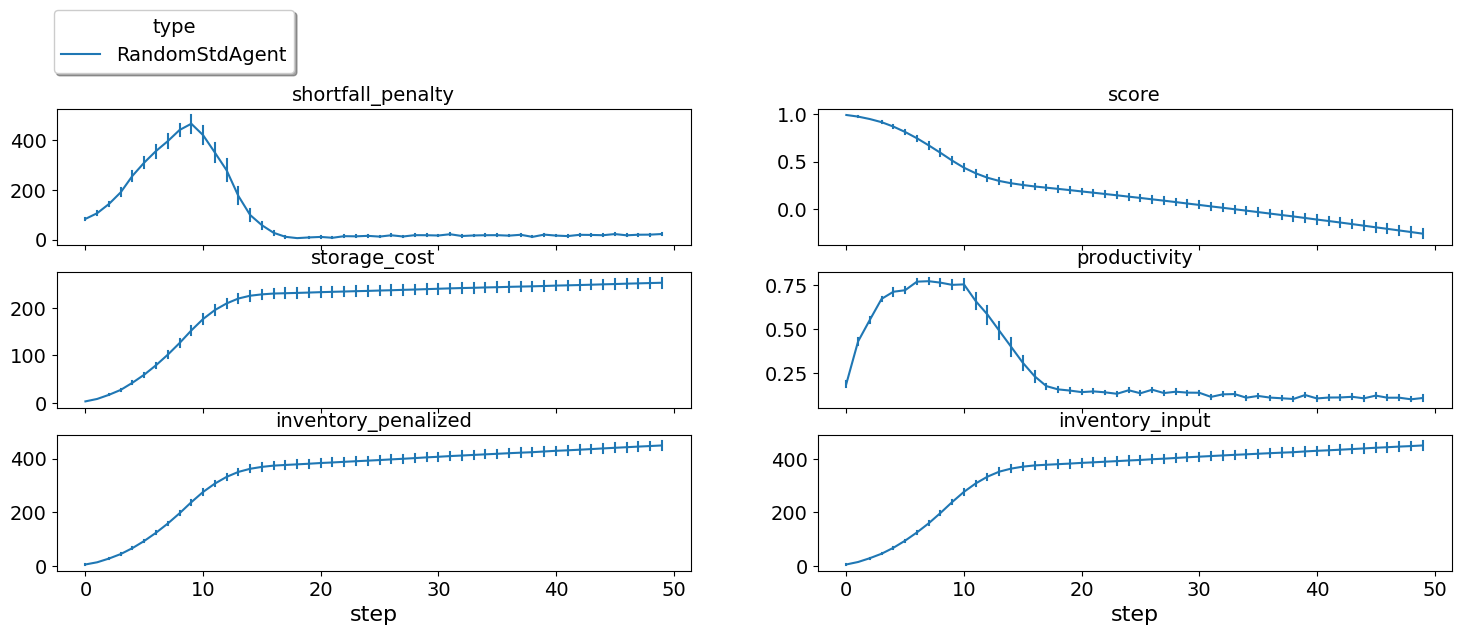 type
RandomStdAgent
shortfall_penalty
400
200
0
score
1.0
0.5
0.0
storage_cost
200
100
0
productivity
0.75
0.50
0.25
inventory_penalized
400
200
0
0 10 20 30 40 50
step
inventory_input
400
200
0
0 10 20 30 40 50
step